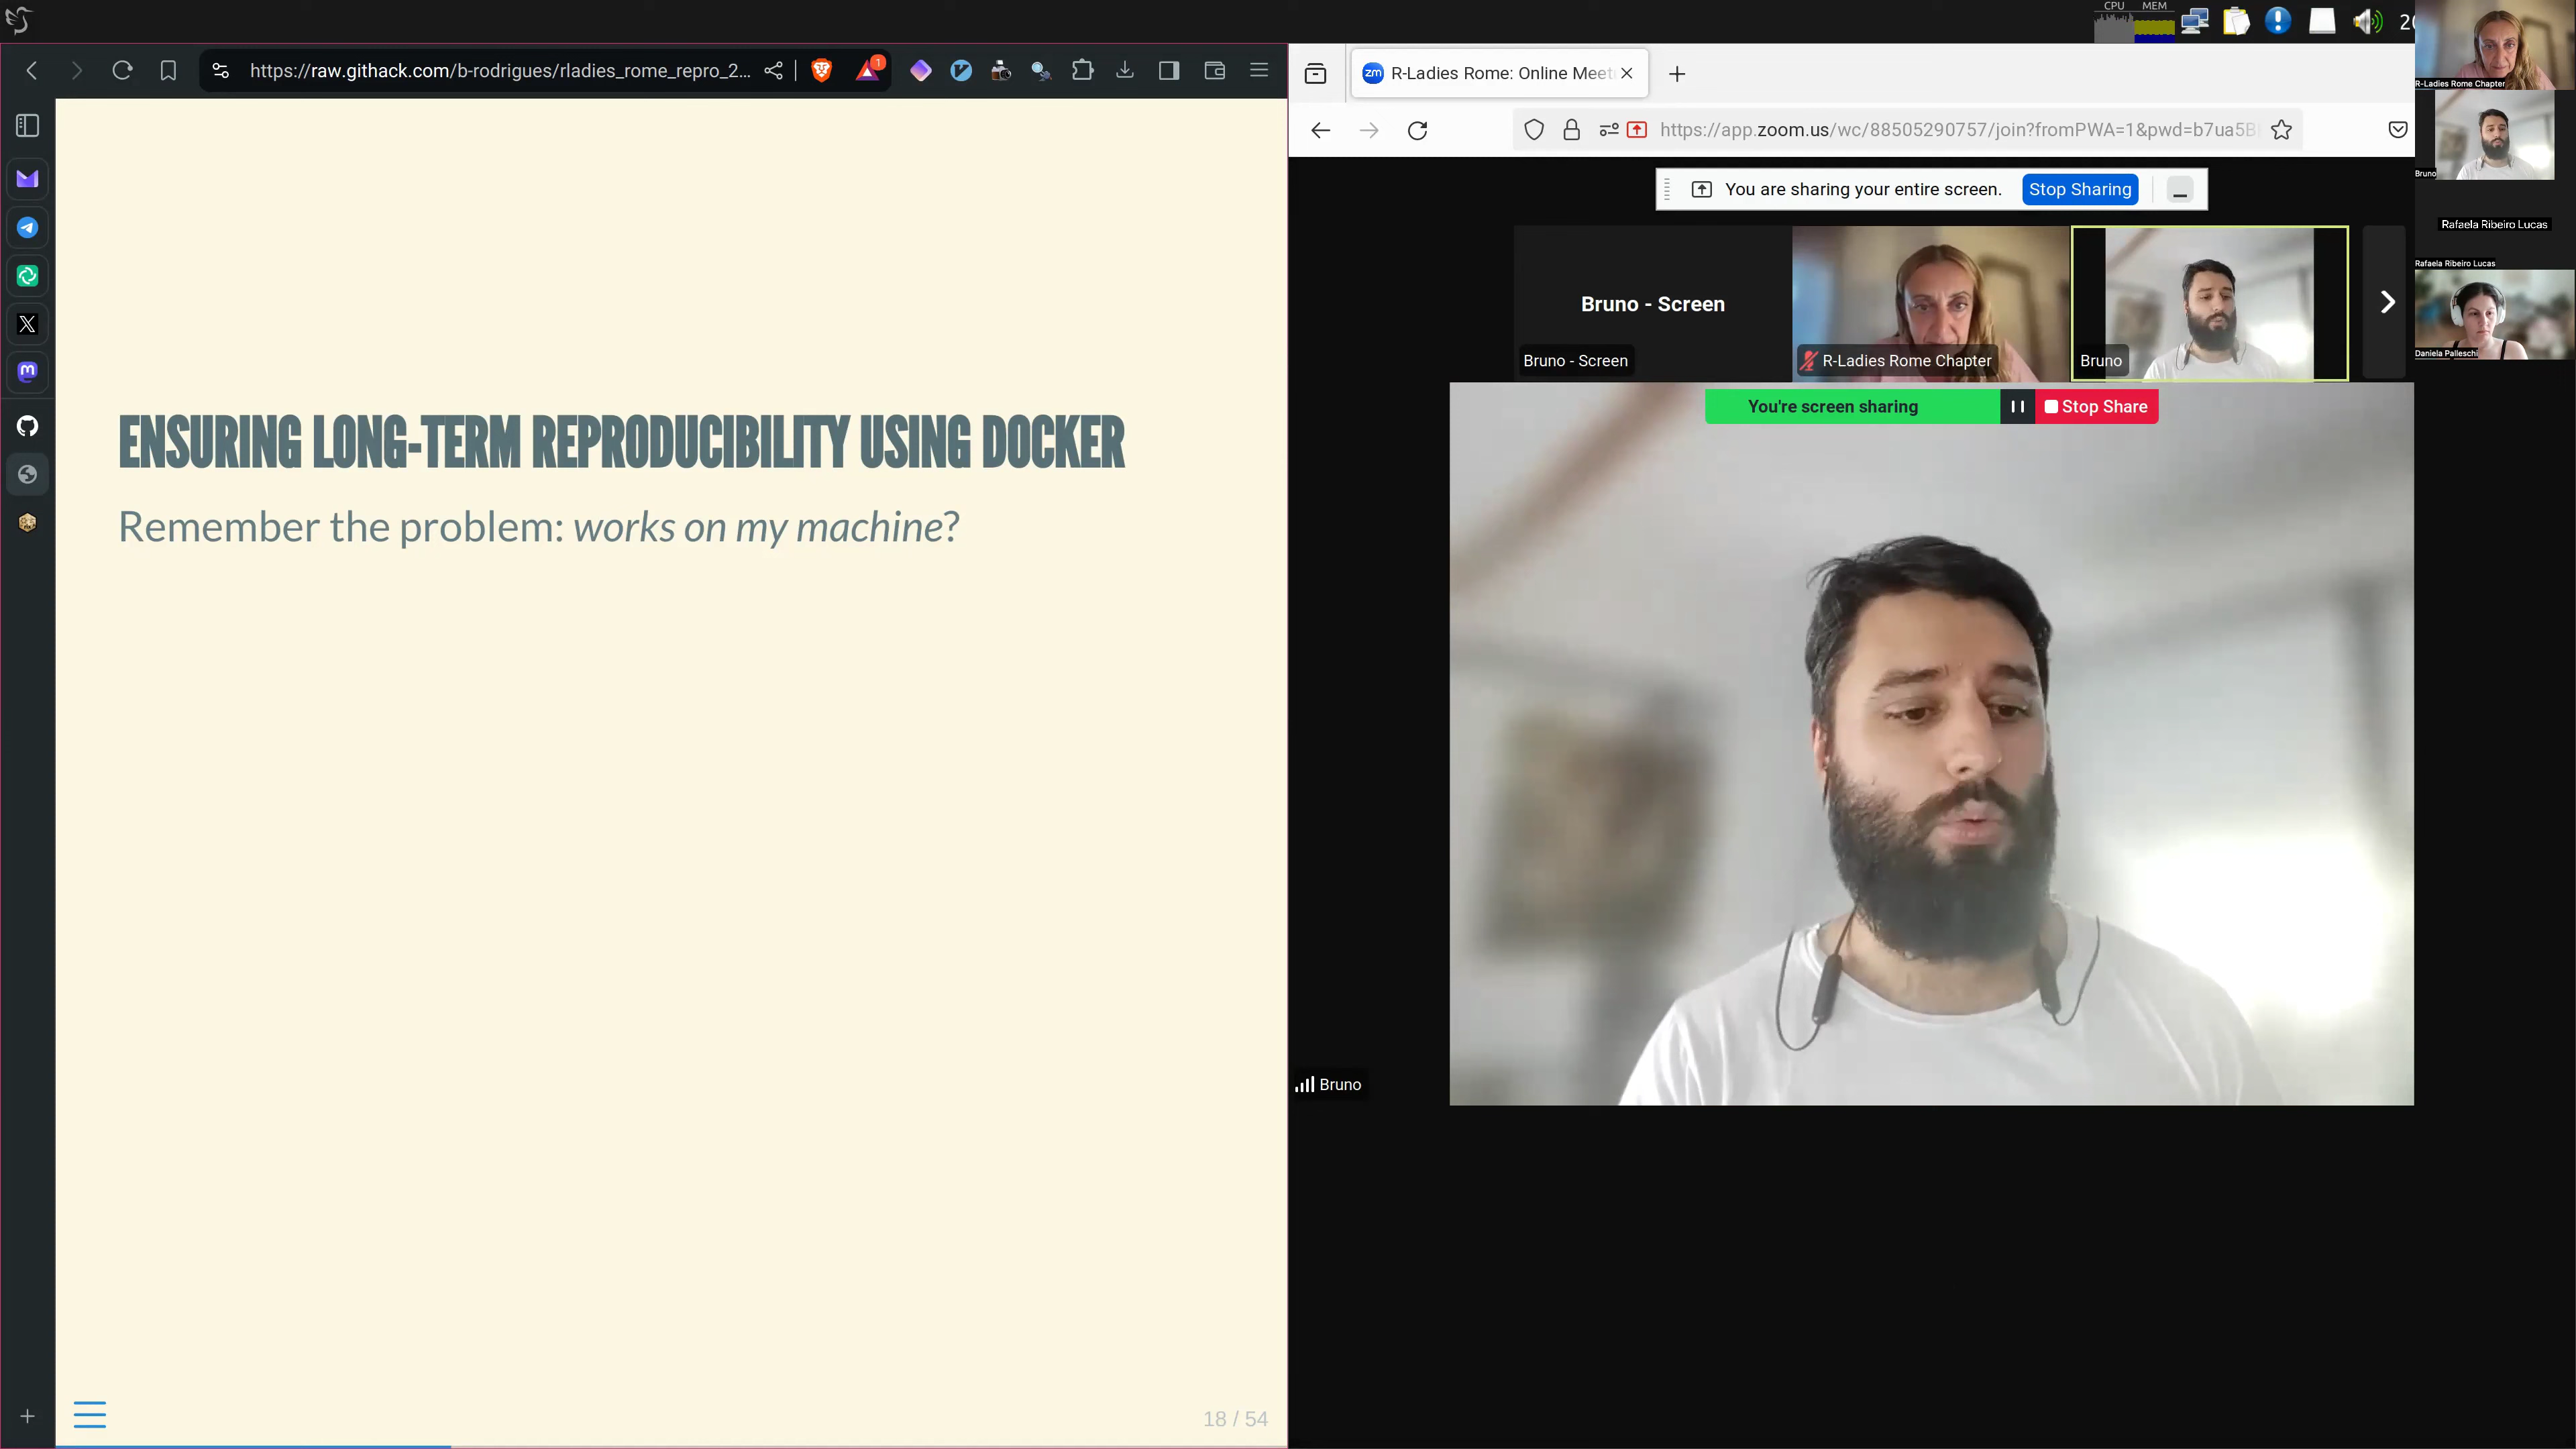 CPU MEM
https://raw.githack.com/b-rodrigues/rladies_rome_repro_2...
1
R-Ladies Rome: Online Meet
https://app.zoom.us/wc/88505290757/join?fromPWA=1&pwd=b7ua5B
You are sharing your entire screen. Stop Sharing
Bruno - Screen
Bruno - Screen
R-Ladies Rome Chapter
Bruno
You're screen sharing Stop Share
R-Ladies Rome Chapter
Bruno
Rafaela Ribeiro Lucas
Rafaela Ribeiro Lucas
Daniela Palleschi
ENSURING LONG-TERM REPRODUCIBILITY USING DOCKER
Remember the problem: works on my machine?
Bruno
18 / 54